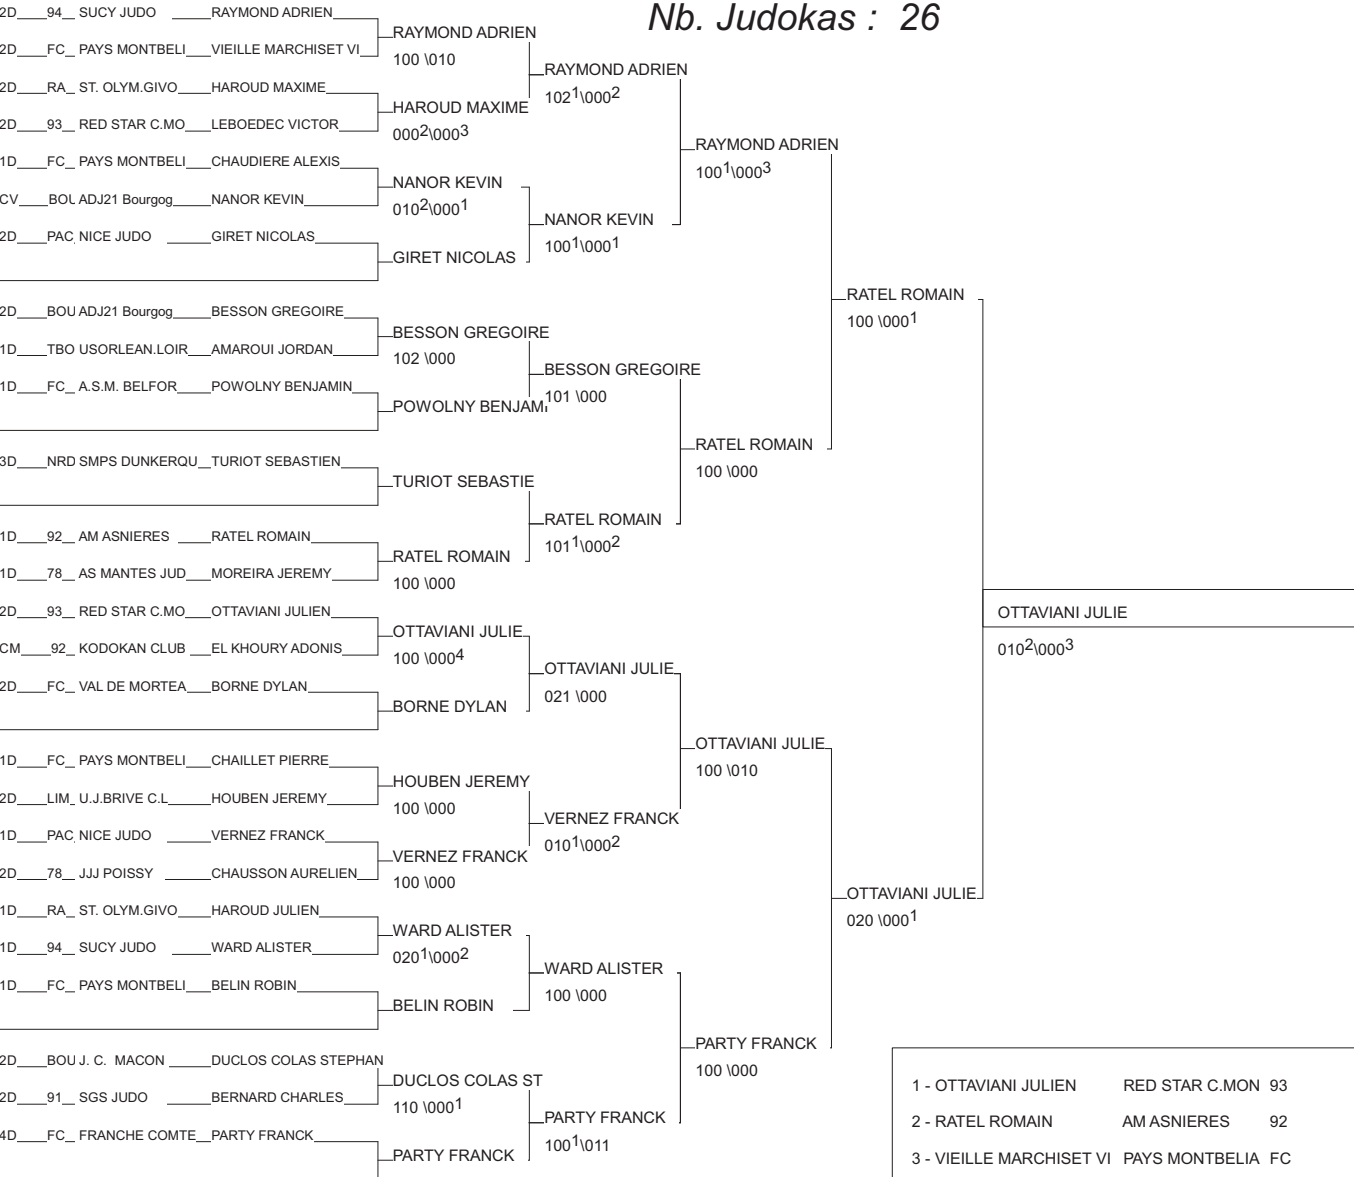 Nb. Judokas : 26
2D 94 SUCY JUDO RAYMOND ADRIEN
RAYMOND ADRIEN
2D FC PAYS MONTBELI VIEILLE MARCHISET VI
100 \010
RAYMOND ADRIEN
2D RA ST. OLYM.GIVO HAROUD MAXIME
102¹\000²
HAROUD MAXIME
2D 93 RED STAR C.MO LEBOEDEC VICTOR
000²\000³
RAYMOND ADRIEN
1D FC PAYS MONTBELI CHAUDIERE ALEXIS
100¹\000³
NANOR KEVIN
CV BOU ADJ21 Bourgog NANOR KEVIN
010²\000¹
NANOR KEVIN
2D PAC NICE JUDO GIRET NICOLAS
100¹\000¹
GIRET NICOLAS
RATEL ROMAIN
2D BOU ADJ21 Bourgog BESSON GREGOIRE
100 \000¹
BESSON GREGOIRE
1D TBO USORLEAN.LOIR AMAROUI JORDAN
102 \000
BESSON GREGOIRE
1D FC A.S.M. BELFOR POWOLNY BENJAMIN
101 \000
POWOLNY BENJAMI
RATEL ROMAIN
3D NRD SMPS DUNKERQU TURIOT SEBASTIEN
100 \000
TURIOT SEBASTIE
RATEL ROMAIN
1D 92 AM ASNIERES RATEL ROMAIN
101¹\000²
RATEL ROMAIN
1D 78 AS MANTES JUD MOREIRA JEREMY
100 \000
2D 93 RED STAR C.MO OTTAVIANI JULIEN
OTTAVIANI JULIE
OTTAVIANI JULIE
CM 92 KODOKAN CLUB EL KHOURY ADONIS
010²\000³
100 \000⁴
OTTAVIANI JULIE
2D FC VAL DE MORTEA BORNE DYLAN
021 \000
BORNE DYLAN
OTTAVIANI JULIE
1D FC PAYS MONTBELI CHAILLET PIERRE
100 \010
HOUBEN JEREMY
2D LIM U.J.BRIVE C.L HOUBEN JEREMY
100 \000
VERNEZ FRANCK
1D PAC NICE JUDO VERNEZ FRANCK
010¹\000²
VERNEZ FRANCK
2D 78 JJJ POISSY CHAUSSON AURELIEN
100 \000
OTTAVIANI JULIE
1D RA ST. OLYM.GIVO HAROUD JULIEN
020 \000¹
WARD ALISTER
1D 94 SUCY JUDO WARD ALISTER
020¹\000²
WARD ALISTER
1D FC PAYS MONTBELI BELIN ROBIN
100 \000
BELIN ROBIN
PARTY FRANCK
2D BOU J. C. MACON DUCLOS COLAS STEPHAN
100 \000
DUCLOS COLAS ST
2D 91 SGS JUDO BERNARD CHARLES
110 \000¹
PARTY FRANCK
4D FC FRANCHE COMTE PARTY FRANCK
100¹\011
PARTY FRANCK
1 - OTTAVIANI JULIEN RED STAR C.MON 93
2 - RATEL ROMAIN AM ASNIERES 92
3 - VIEILLE MARCHISET VI PAYS MONTBELIA FC